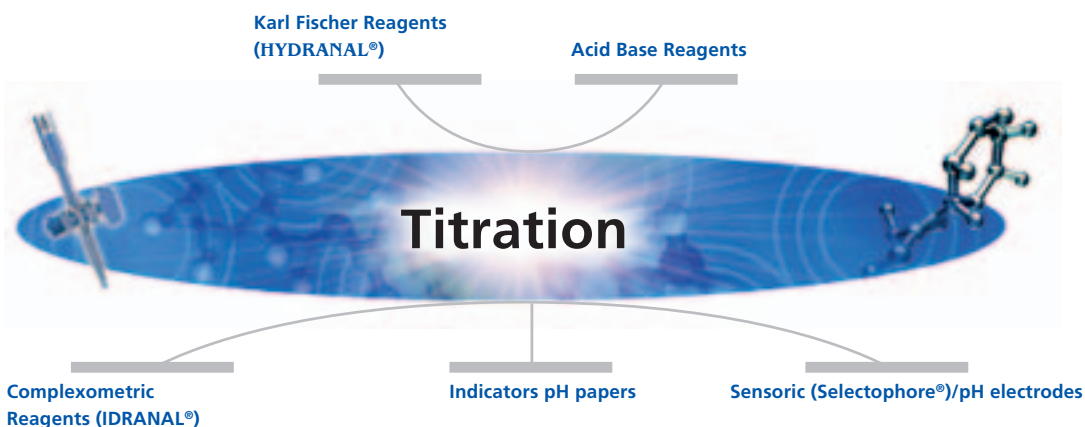 Karl Fischer Reagents
(HYDRANAL®)
Acid Base Reagents
Titration
Complexometric
Reagents (IDRANAL®)
Indicators pH papers
Sensoric (Selectophore®)/pH electrodes